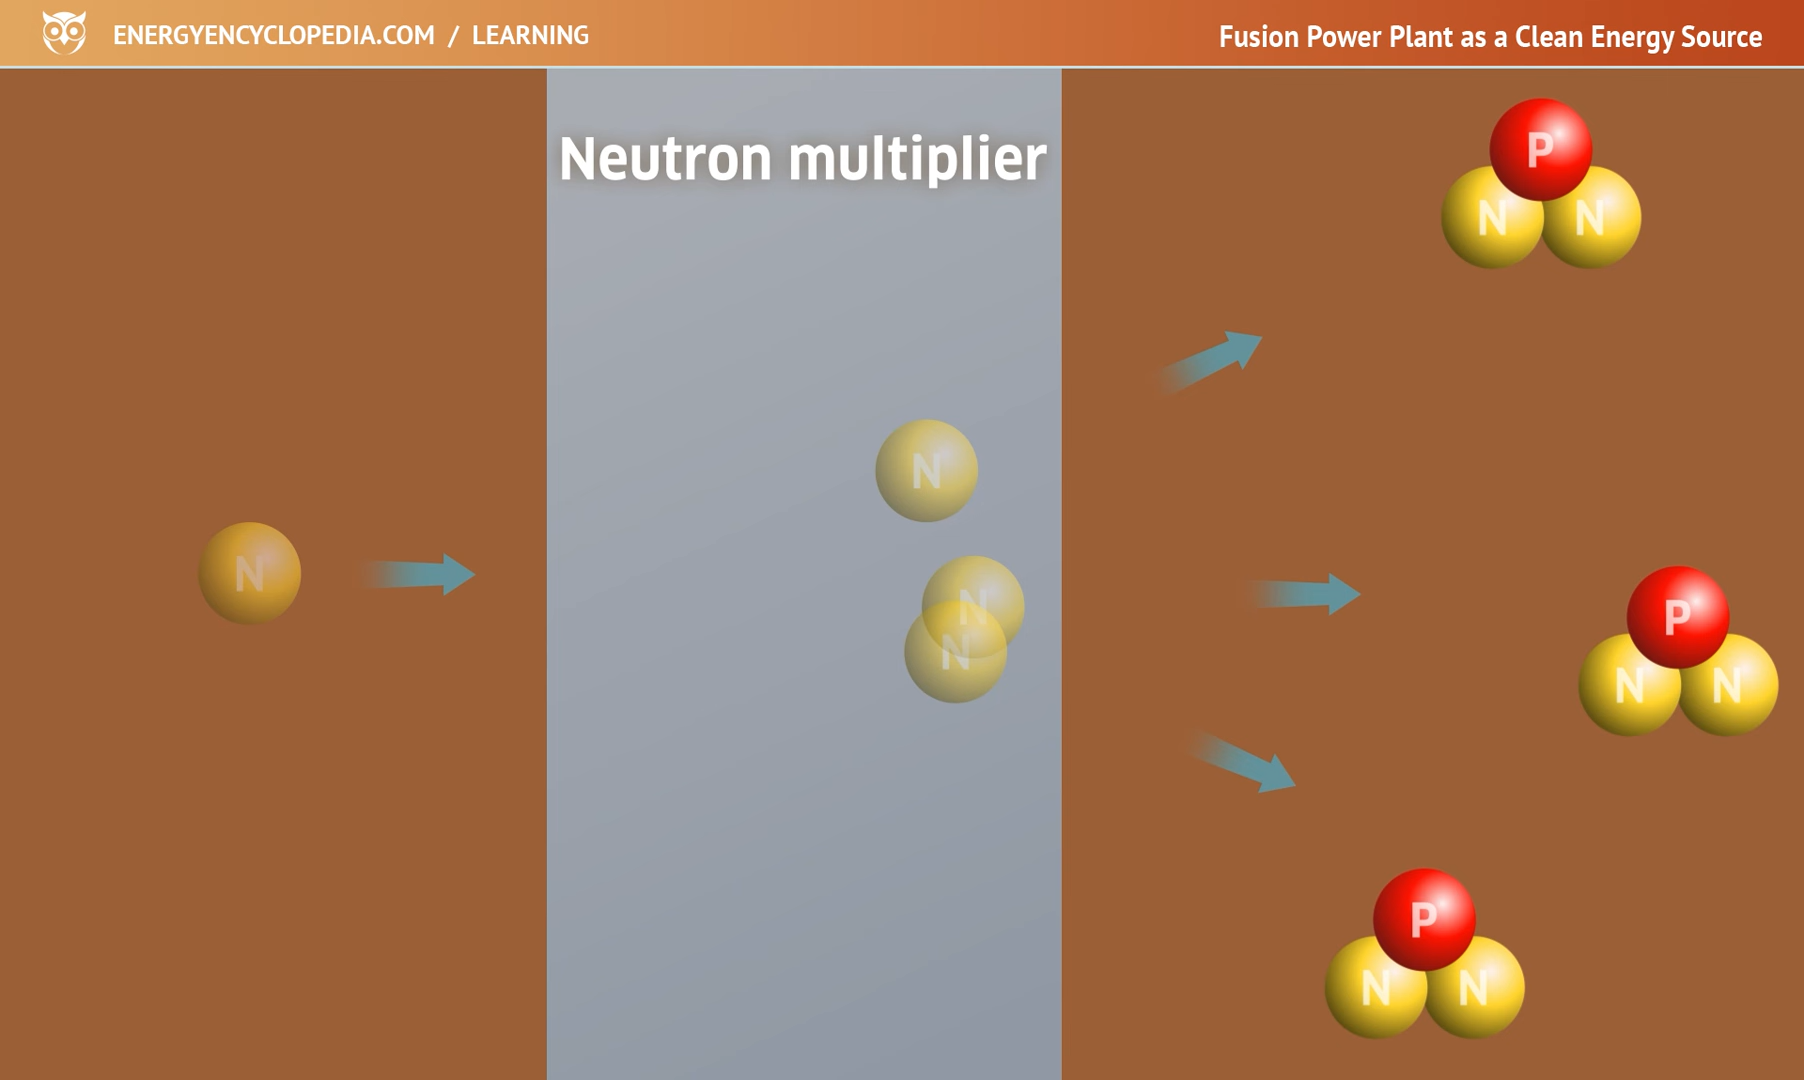 ENERGYENCYCLOPEDIA.COM / LEARNING
Fusion Power Plant as a Clean Energy Source
Neutron multiplier
P
N N
N
N
N
N
P
N N
P
N N